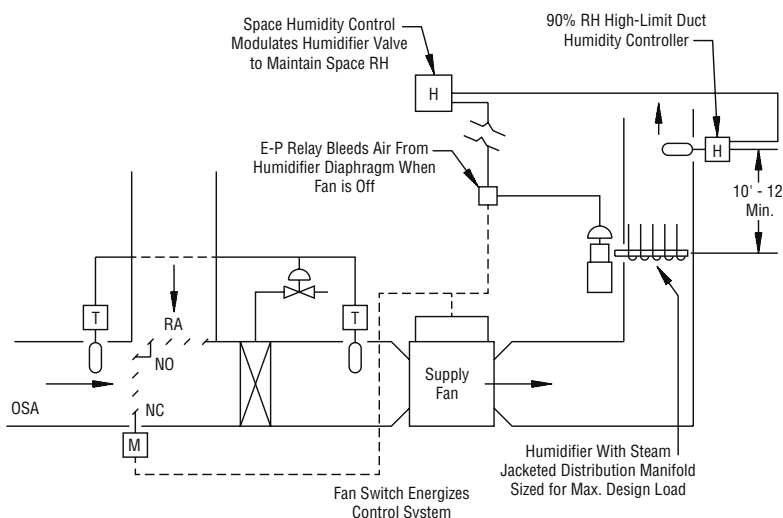 Space Humidity Control
Modulates Humidifier Valve
to Maintain Space RH
90% RH High-Limit Duct
Humidity Controller
H
H
E-P Relay Bleeds Air From
Humidifier Diaphragm When
Fan is Off
10' - 12
Min.
T
T
RA
NO
OSA
NC
M
Supply
Fan
Humidifier With Steam
Jacketed Distribution Manifold
Sized for Max. Design Load
Fan Switch Energizes
Control System